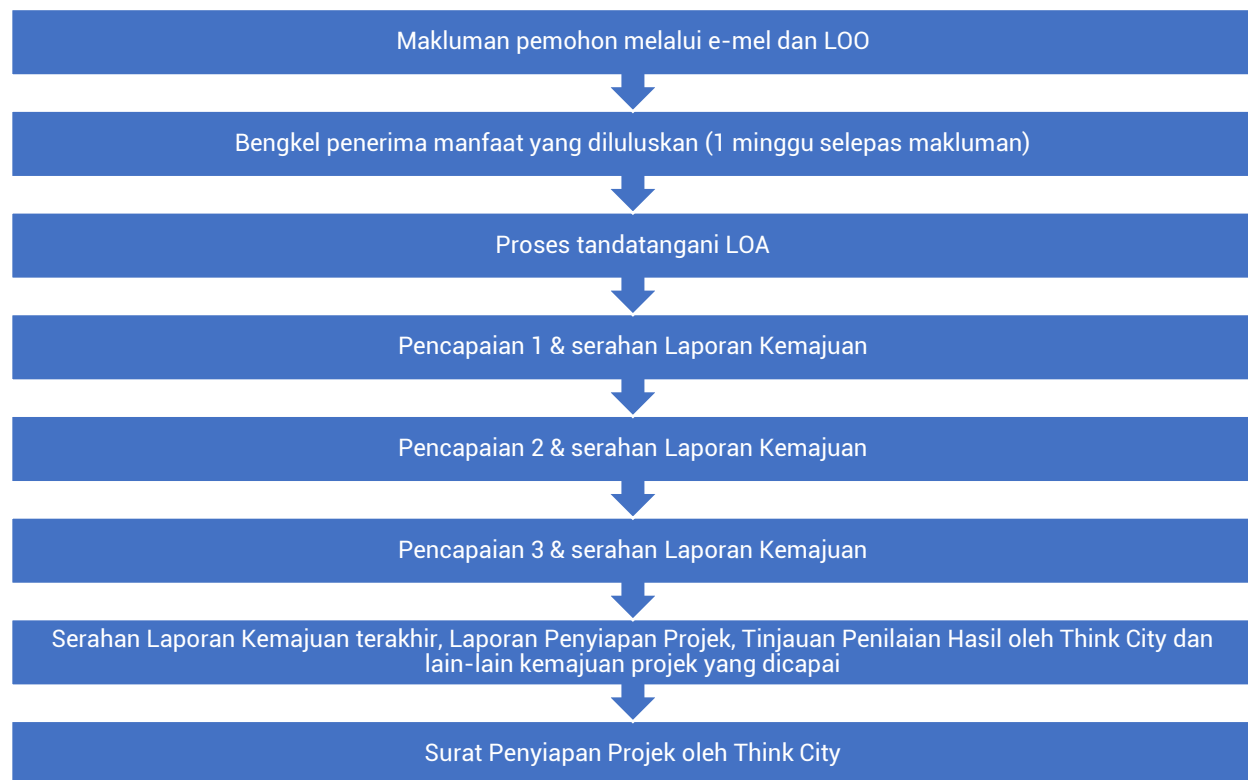 Makluman pemohon melalui e-mel dan LOO
Bengkel penerima manfaat yang diluluskan (1 minggu selepas makluman)
Proses tandatangani LOA
Pencapaian 1 & serahan Laporan Kemajuan
Pencapaian 2 & serahan Laporan Kemajuan
Pencapaian 3 & serahan Laporan Kemajuan
Serahan Laporan Kemajuan terakhir, Laporan Penyiapan Projek, Tinjauan Penilaian Hasil oleh Think City dan
lain-lain kemajuan projek yang dicapai
Surat Penyiapan Projek oleh Think City